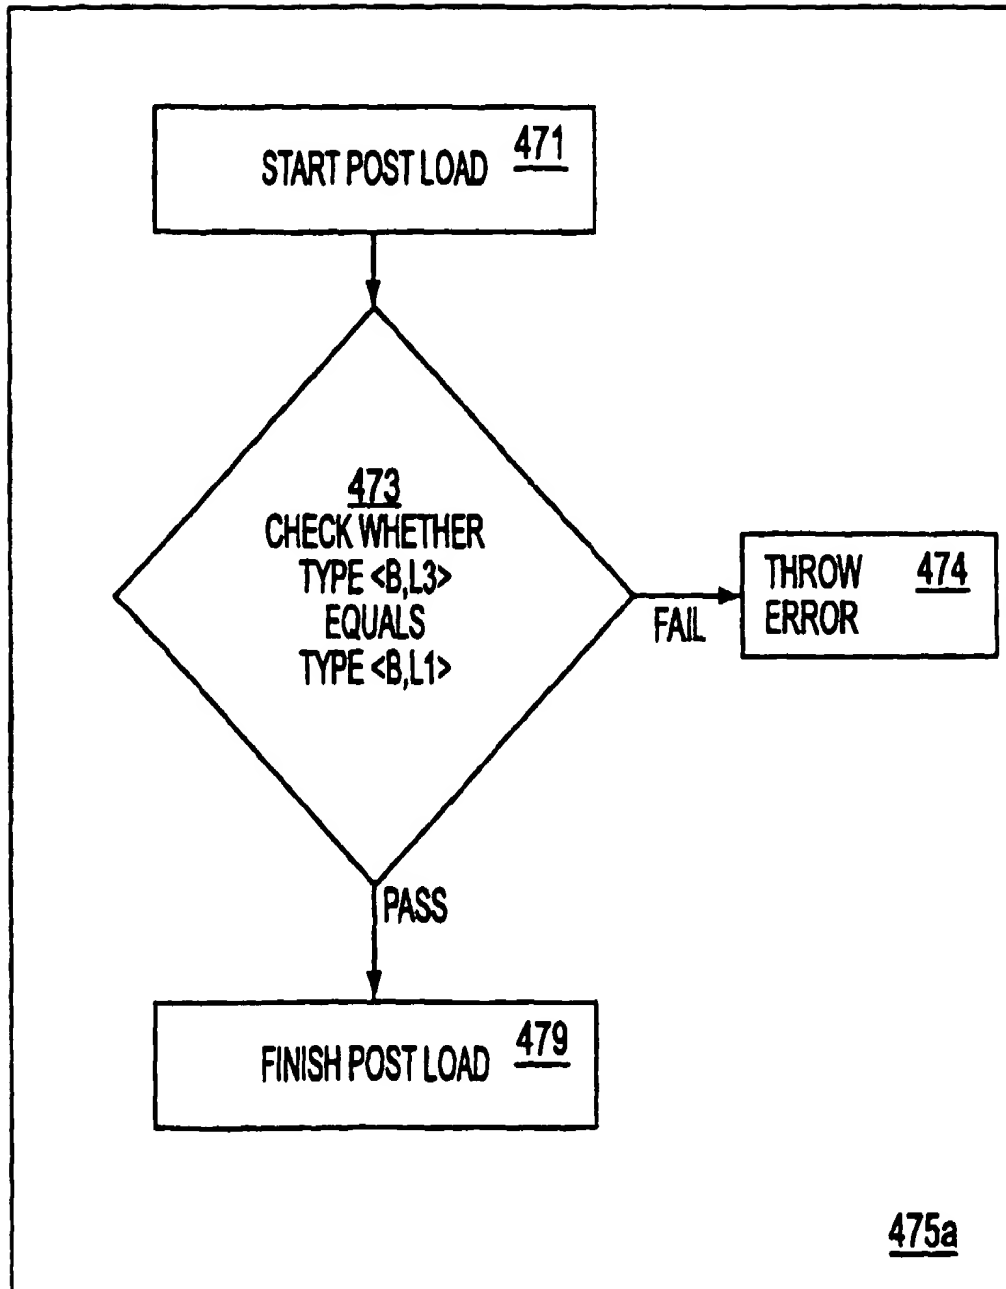 START POST LOAD 471
473
CHECK WHETHER
TYPE <B,L3>
EQUALS
TYPE <B,L1>
FAIL
THROW 474
ERROR
PASS
FINISH POST LOAD 479
475a